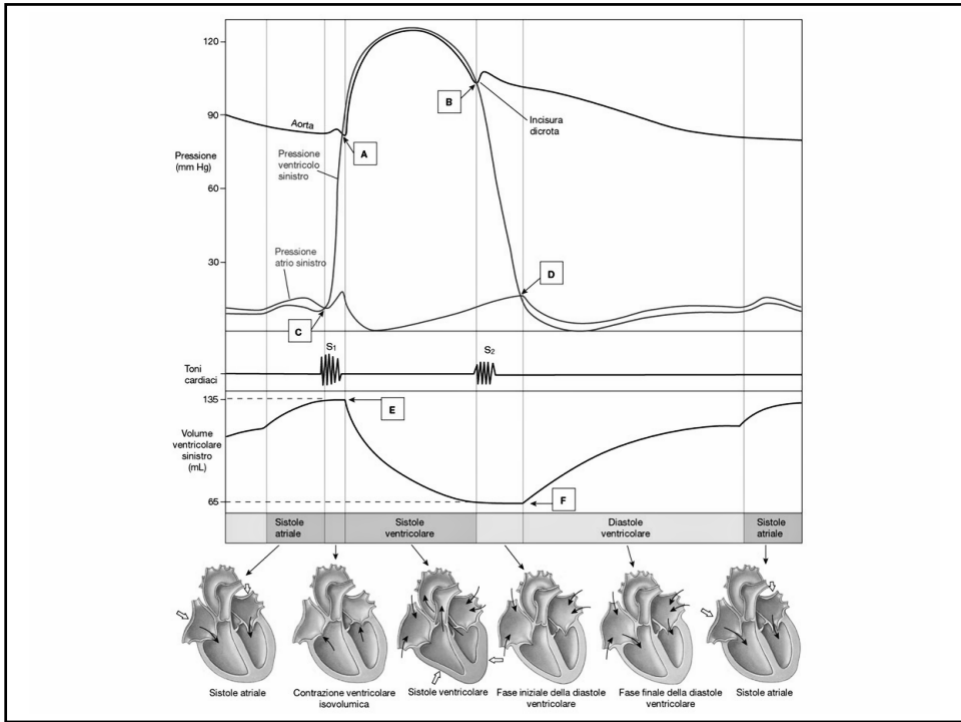 120
90
Pressione
(mm Hg)
60
30
Aorta
A
B
Incisura
dicrota
Pressione
ventricolo
sinistro
Pressione
atrio sinistro
C
D
S1
S2
Toni
cardiaci
135
E
Volume
ventricolare
sinistro
(mL)
65
F
Sistole
atriale
Sistole
ventricolare
Diastole
ventricolare
Sistole
atriale
Sistole atriale
Contrazione ventricolare
isovolumica
Sistole ventricolare
Fase iniziale della diastole
ventricolare
Fase finale della diastole
ventricolare
Sistole atriale